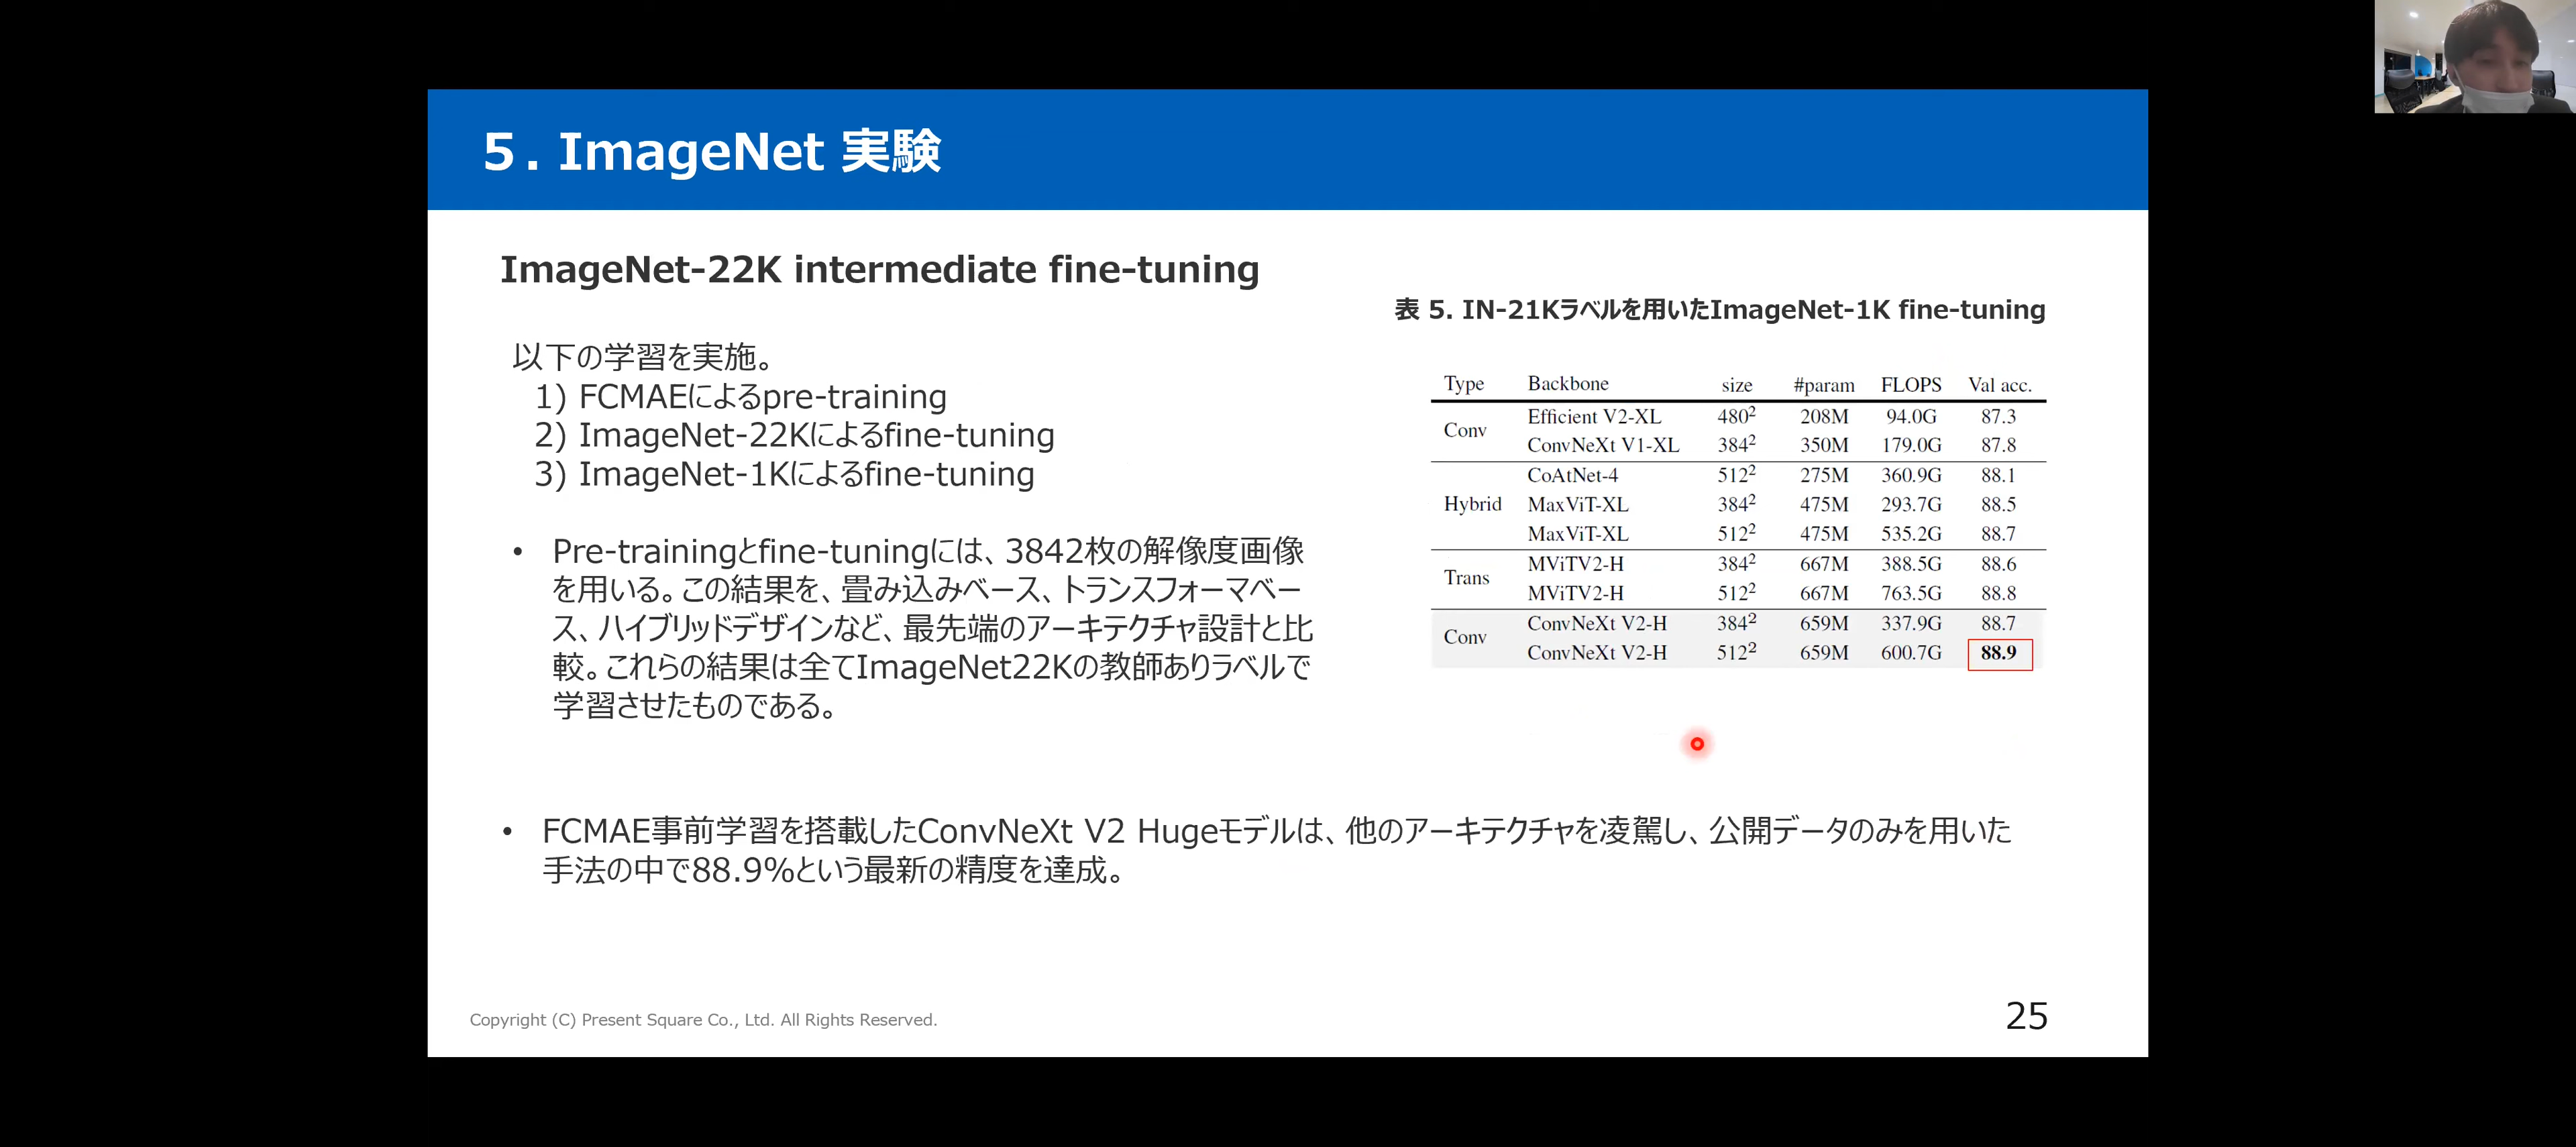 5. ImageNet 実験
ImageNet-22K intermediate fine-tuning
以下の学習を実施。
1) FCMAEによるpre-training
2) ImageNet-22Kによるfine-tuning
3) ImageNet-1Kによるfine-tuning
• Pre-trainingとfine-tuningには、3842枚の解像度画像
を用いる。この結果を、畳み込みベース、トランスフォーマベー
ス、ハイブリッドデザインなど、最先端のアーキテクチャ設計と比
較。これらの結果は全てImageNet22Kの教師ありラベルで
学習させたものである。
表 5. IN-21Kラベルを用いたImageNet-1K fine-tuning
Type Backbone size #param FLOPS Val acc.
Conv
Efficient V2-XL 480² 208M 94.0G 87.3
ConvNeXt V1-XL 384² 350M 179.0G 87.8
Hybrid
CoAtNet-4 512² 275M 360.9G 88.1
MaxViT-XL 384² 475M 293.7G 88.5
MaxViT-XL 512² 475M 535.2G 88.7
Trans
MViTV2-H 384² 667M 388.5G 88.6
MViTV2-H 512² 667M 763.5G 88.8
Conv
ConvNeXt V2-H 384² 659M 337.9G 88.7
ConvNeXt V2-H 512² 659M 600.7G 88.9
• FCMAE事前学習を搭載したConvNeXt V2 Hugeモデルは、他のアーキテクチャを凌駕し、公開データのみを用いた
手法の中で88.9%という最新の精度を達成。
Copyright (C) Present Square Co., Ltd. All Rights Reserved.
25